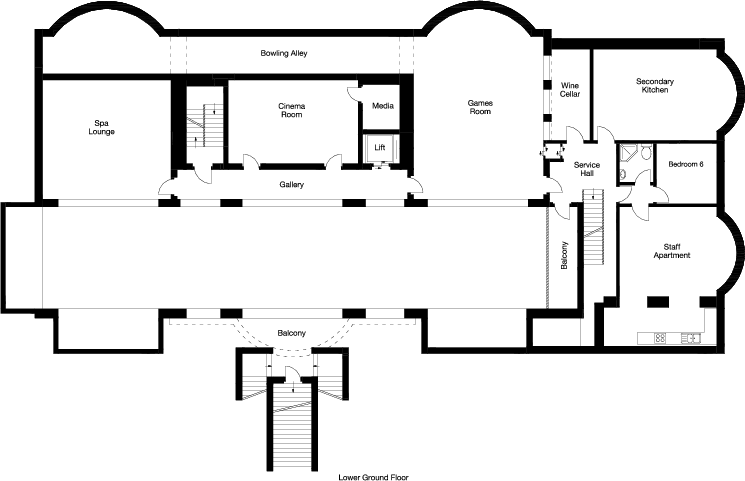 Bowling Alley
Wine
Cellar
Secondary
Kitchen
Cinema
Room
Media
Games
Room
Spa
Lounge
Lift
Service
Hall
Bedroom 6
Gallery
Balcony
Staff
Apartment
Balcony
Lower Ground Floor